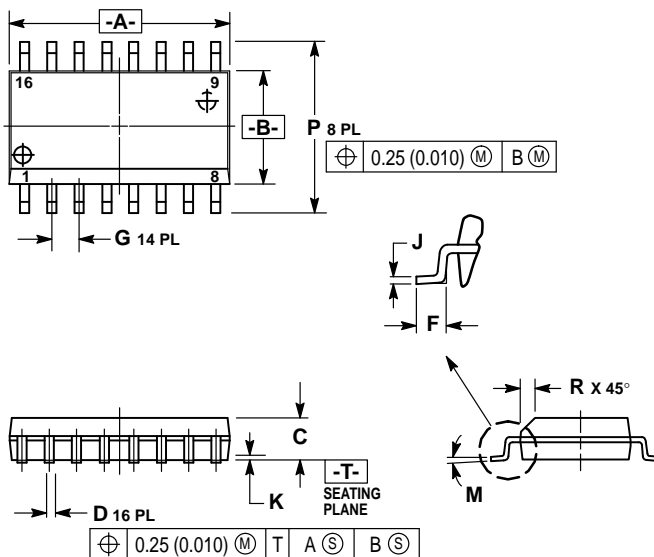 -A-
16 9
-B-
P 8 PL
⌖ 0.25 (0.010) Ⓜ B Ⓜ
1 8
G 14 PL
J
F
R X 45°
C
-T-
SEATING
PLANE
K
M
D 16 PL
⌖ 0.25 (0.010) Ⓜ T A Ⓢ B Ⓢ